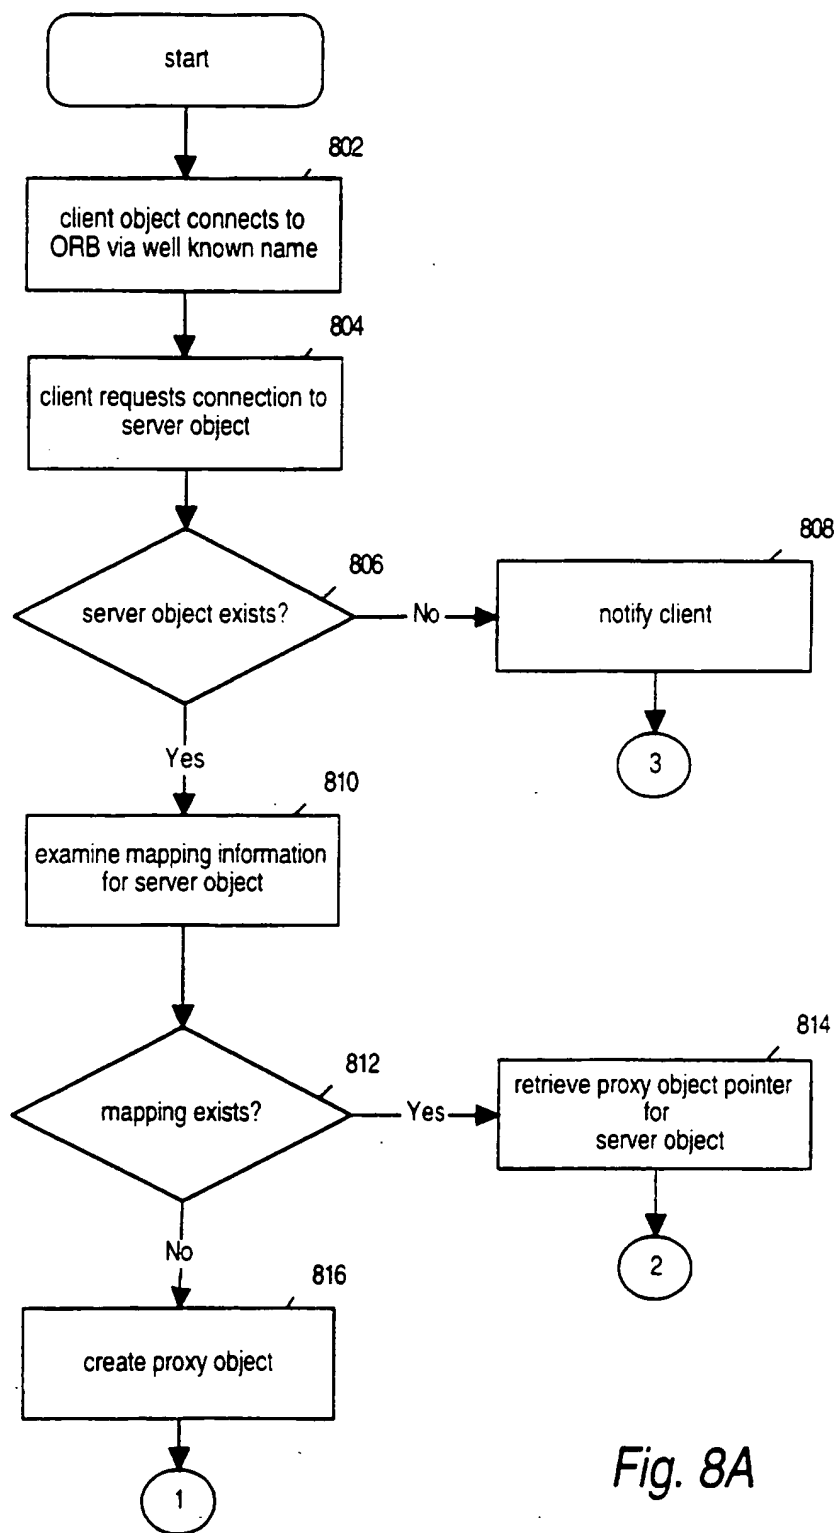 start
802
client object connects to
ORB via well known name
804
client requests connection to
server object
806
server object exists?
No
808
notify client
3
Yes
810
examine mapping information
for server object
812
mapping exists?
Yes
814
retrieve proxy object pointer
for
server object
2
No
816
create proxy object
1
Fig. 8A